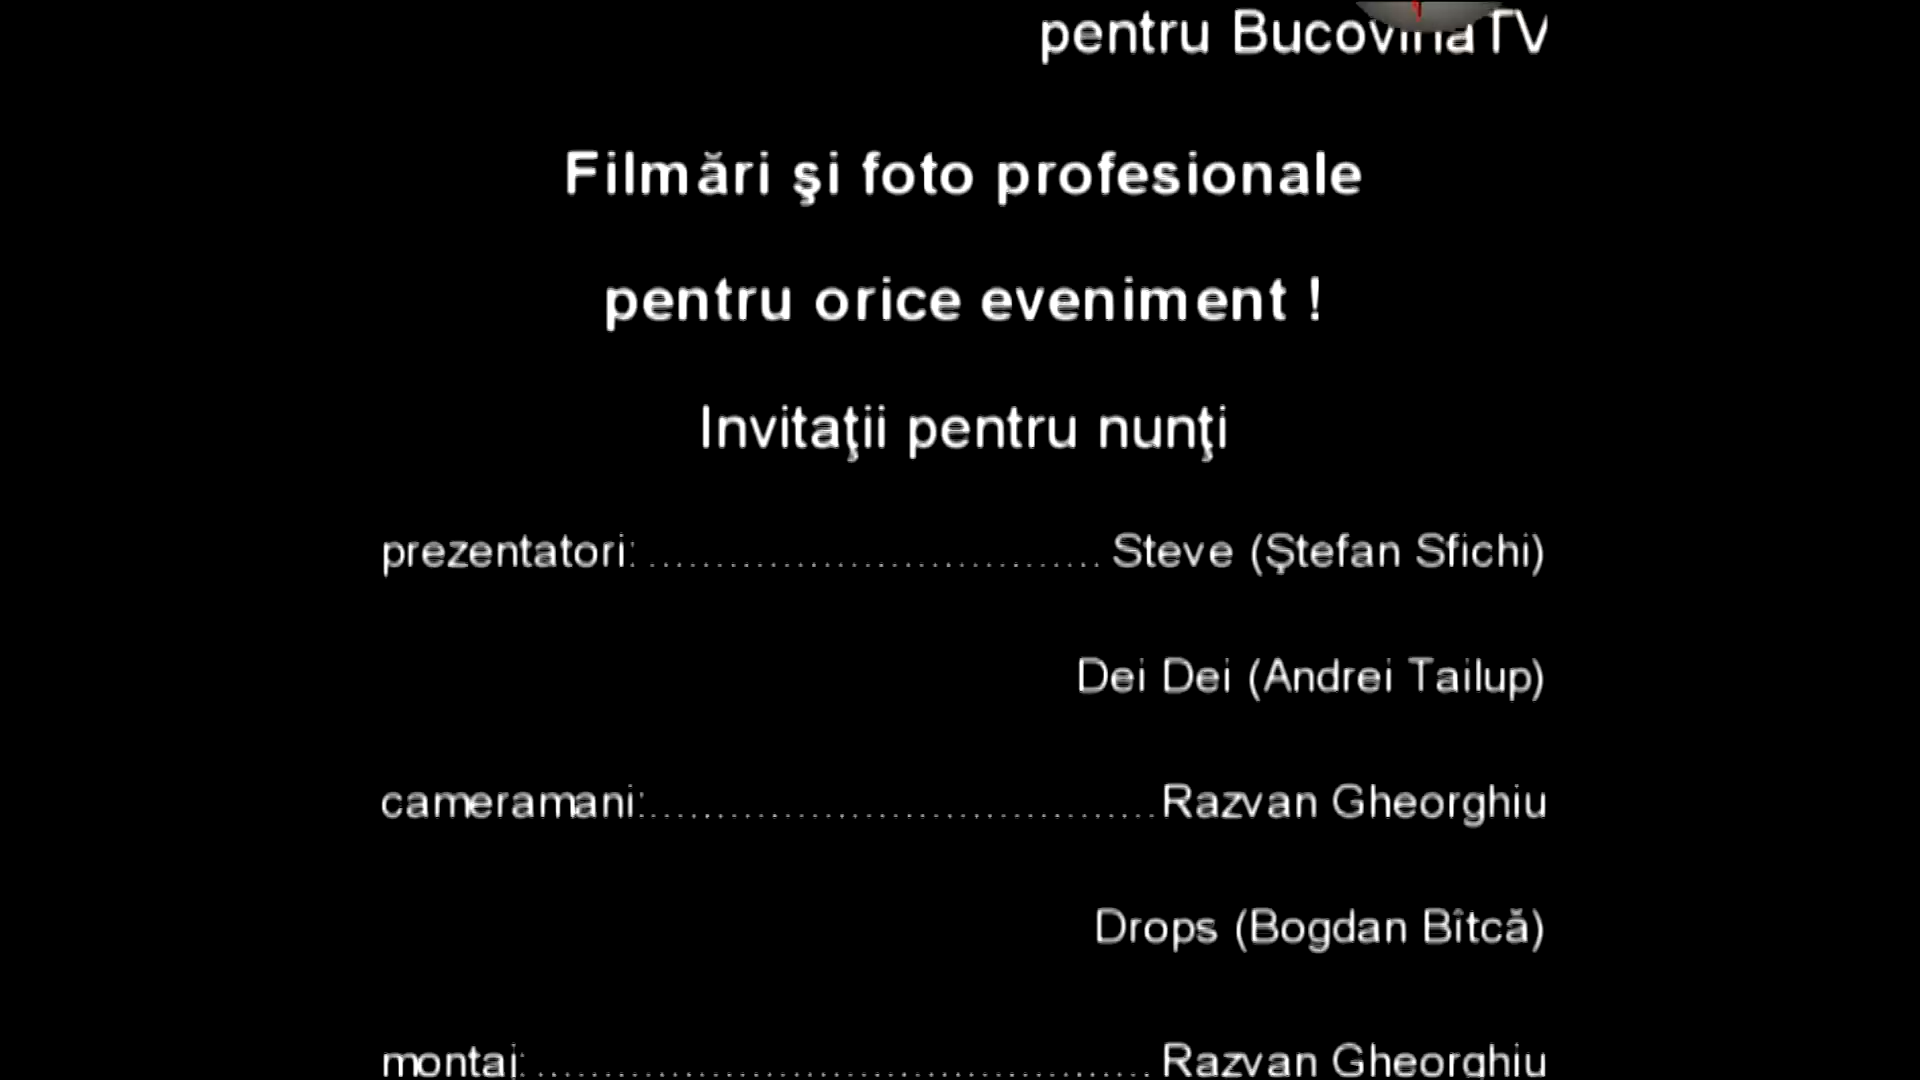 pentru BucovinaTV
Filmări şi foto profesionale
pentru orice eveniment !
Invitaţii pentru nunţi
prezentatori: .................................. Steve (Ştefan Sfichi)
Dei Dei (Andrei Tailup)
cameramani:...................................... Razvan Gheorghiu
Drops (Bogdan Bîtcă)
montaj: .............................................. Razvan Gheorghiu